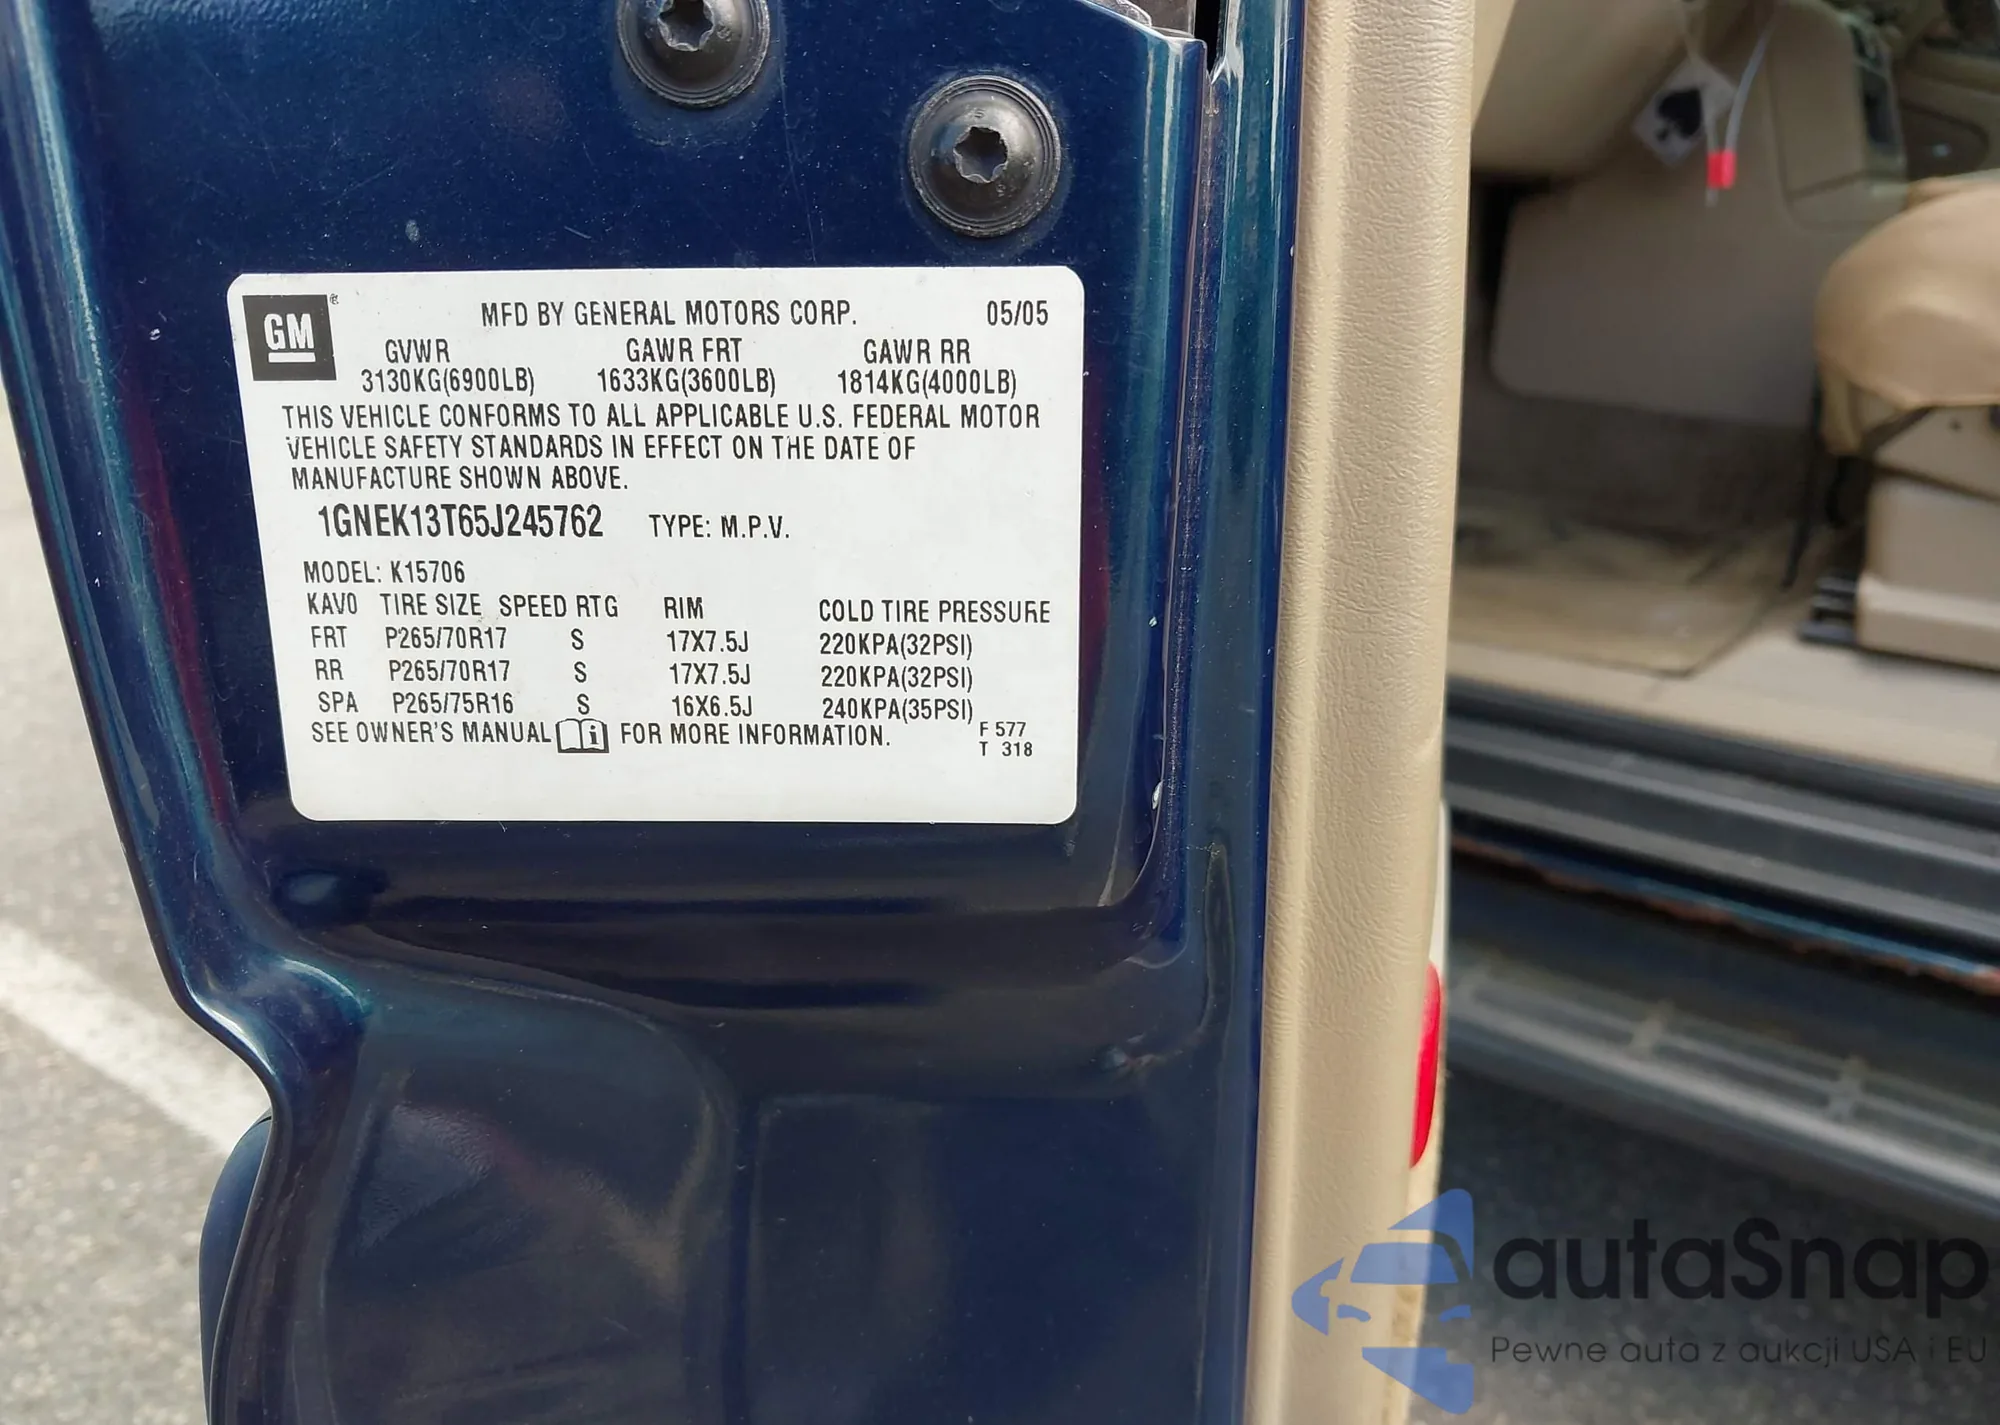 GM®
MFD BY GENERAL MOTORS CORP. 05/05
GVWR GAWR FRT GAWR RR
3130KG(6900LB) 1633KG(3600LB) 1814KG(4000LB)
THIS VEHICLE CONFORMS TO ALL APPLICABLE U.S. FEDERAL MOTOR
VEHICLE SAFETY STANDARDS IN EFFECT ON THE DATE OF
MANUFACTURE SHOWN ABOVE.
1GNEK13T65J245762 TYPE: M.P.V.
MODEL: K15706
KAVO TIRE SIZE SPEED RTG RIM COLD TIRE PRESSURE
FRT P265/70R17 S 17X7.5J 220KPA(32PSI)
RR P265/70R17 S 17X7.5J 220KPA(32PSI)
SPA P265/75R16 S 16X6.5J 240KPA(35PSI)
SEE OWNER'S MANUAL i FOR MORE INFORMATION. F 577
T 318
autaSnap
Pewne auta z aukcji USA i EU